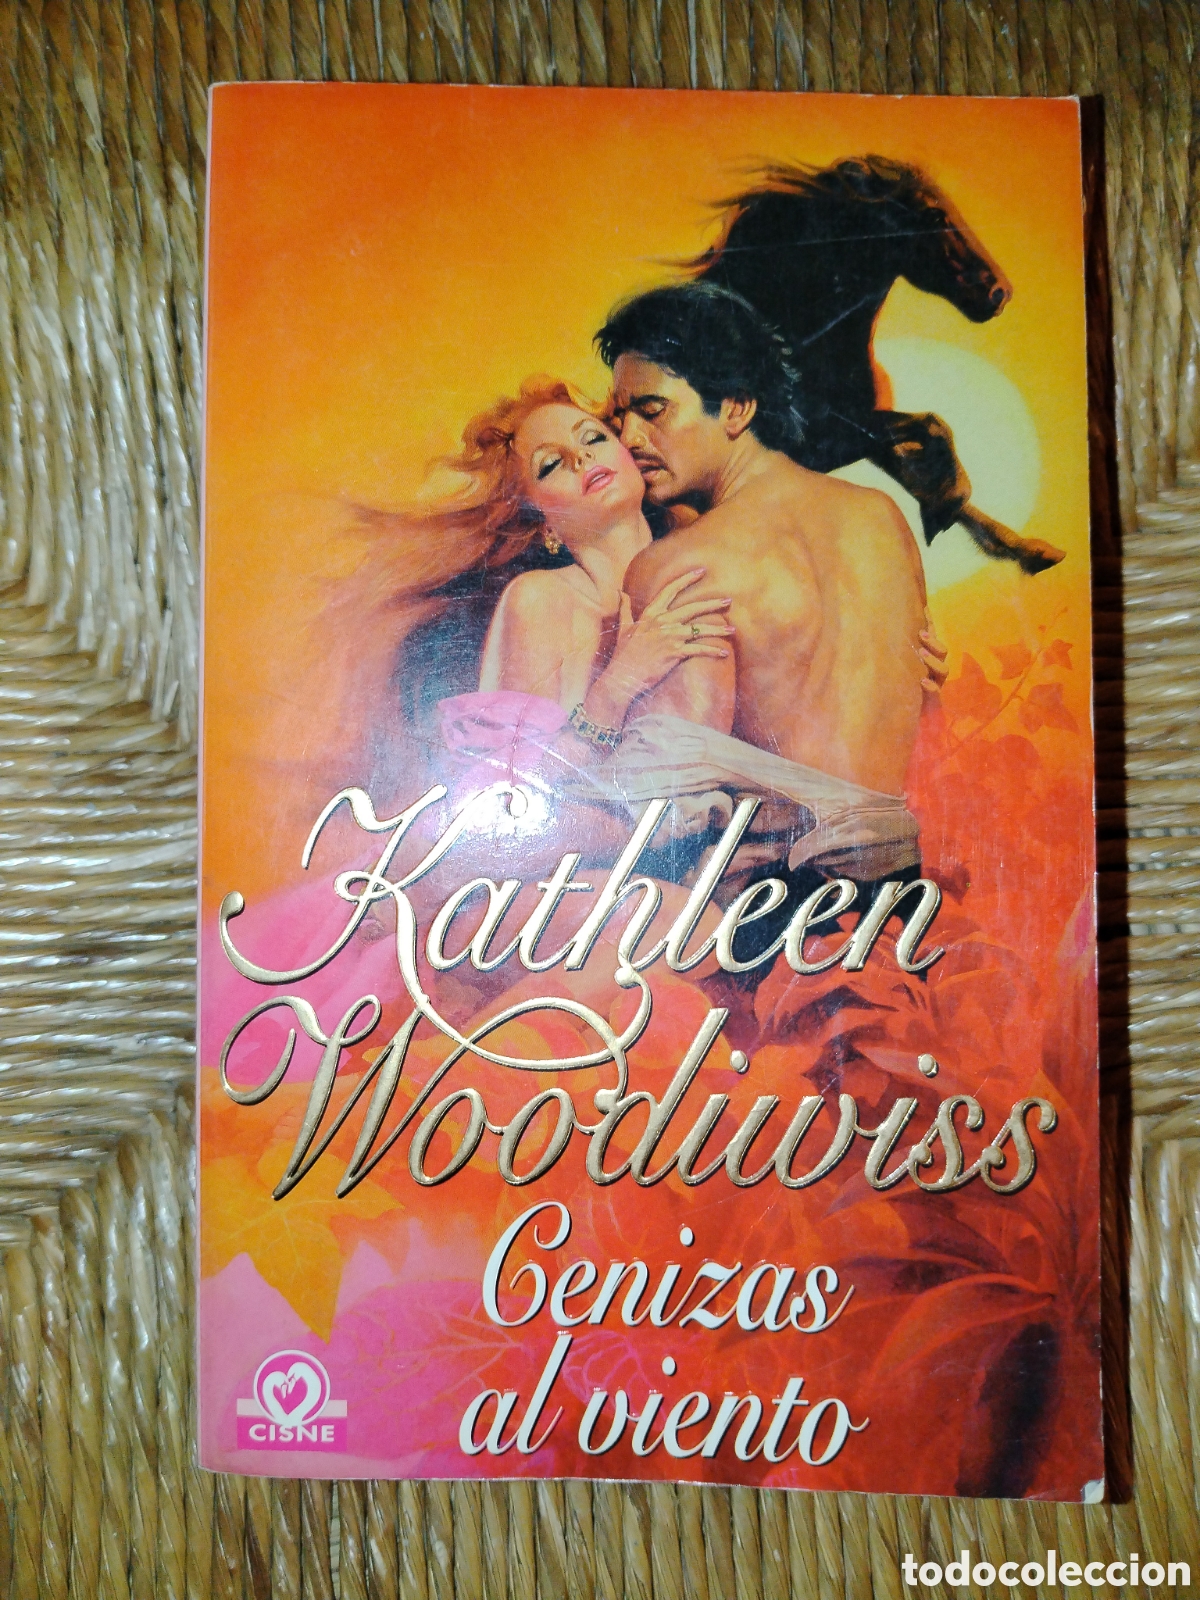 Kathleen
Woodiwiss
Cenizas
al viento
CISNE
todocoleccion